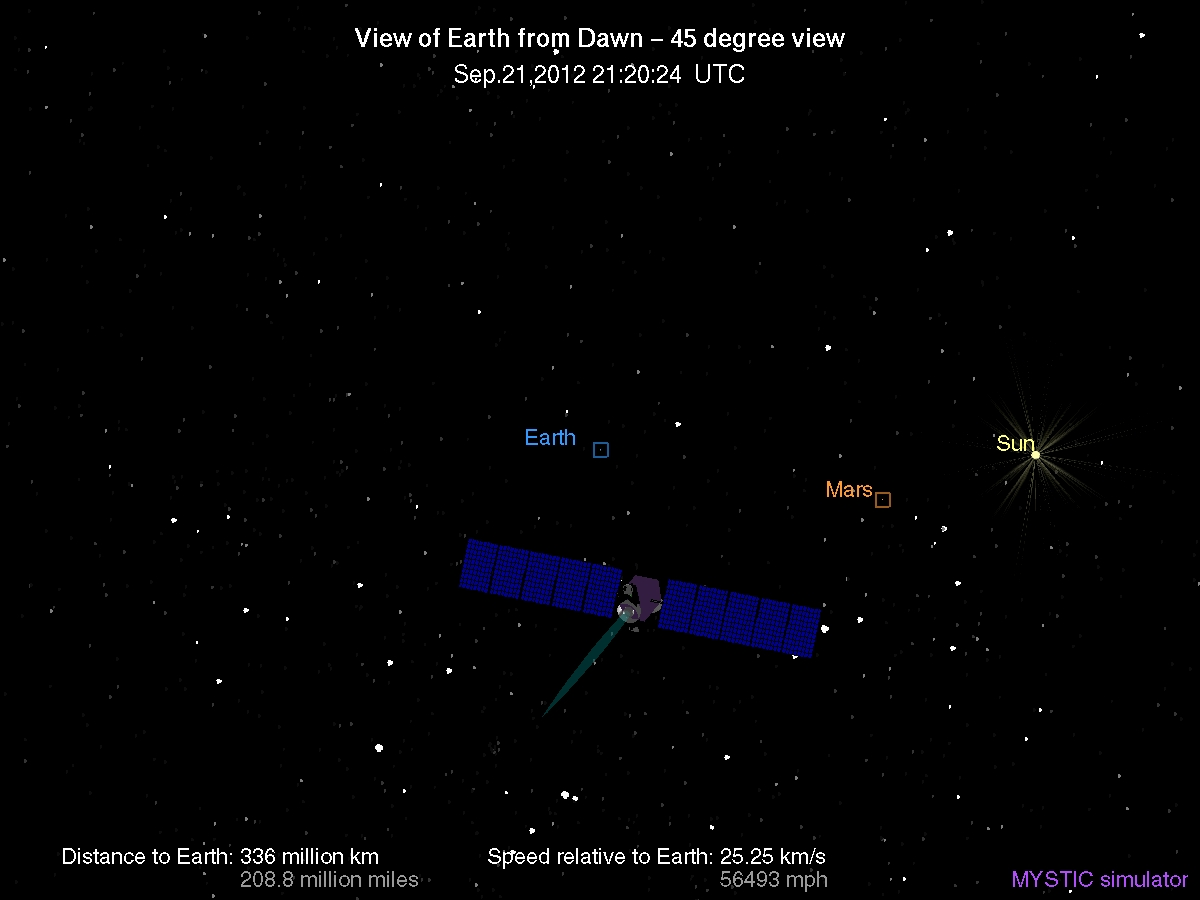 View of Earth from Dawn – 45 degree view
Sep.21,2012 21:20:24 UTC
Earth
Sun
Mars
Distance to Earth: 336 million km
208.8 million miles
Speed relative to Earth: 25.25 km/s
56493 mph
MYSTIC simulator